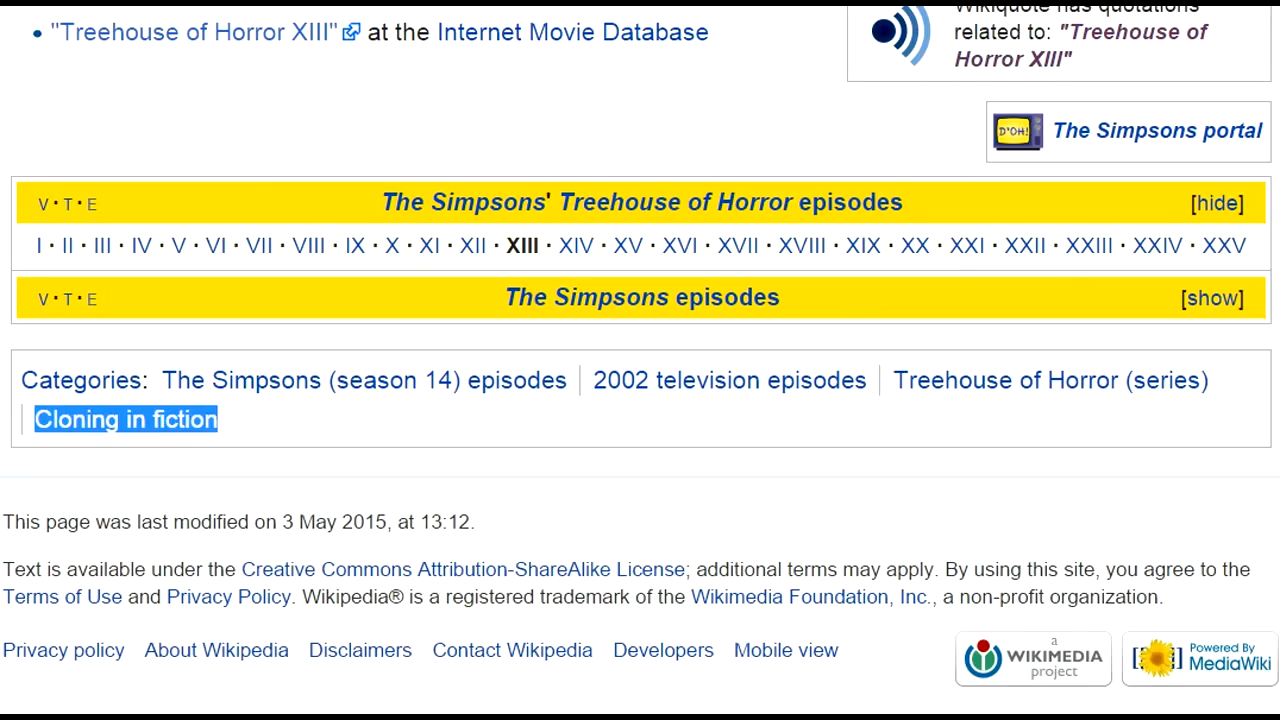 Wikiquote has quotations
• "Treehouse of Horror XIII" at the Internet Movie Database
related to: "Treehouse of
Horror XIII"
D'OH! The Simpsons portal
V · T · E The Simpsons' Treehouse of Horror episodes [hide]
I · II · III · IV · V · VI · VII · VIII · IX · X · XI · XII · XIII · XIV · XV · XVI · XVII · XVIII · XIX · XX · XXI · XXII · XXIII · XXIV · XXV
V · T · E The Simpsons episodes [show]
Categories: The Simpsons (season 14) episodes | 2002 television episodes | Treehouse of Horror (series)
| Cloning in fiction
This page was last modified on 3 May 2015, at 13:12.
Text is available under the Creative Commons Attribution-ShareAlike License; additional terms may apply. By using this site, you agree to the
Terms of Use and Privacy Policy. Wikipedia® is a registered trademark of the Wikimedia Foundation, Inc., a non-profit organization.
Privacy policy About Wikipedia Disclaimers Contact Wikipedia Developers Mobile view
a
WIKIMEDIA
project
Powered By
MediaWiki